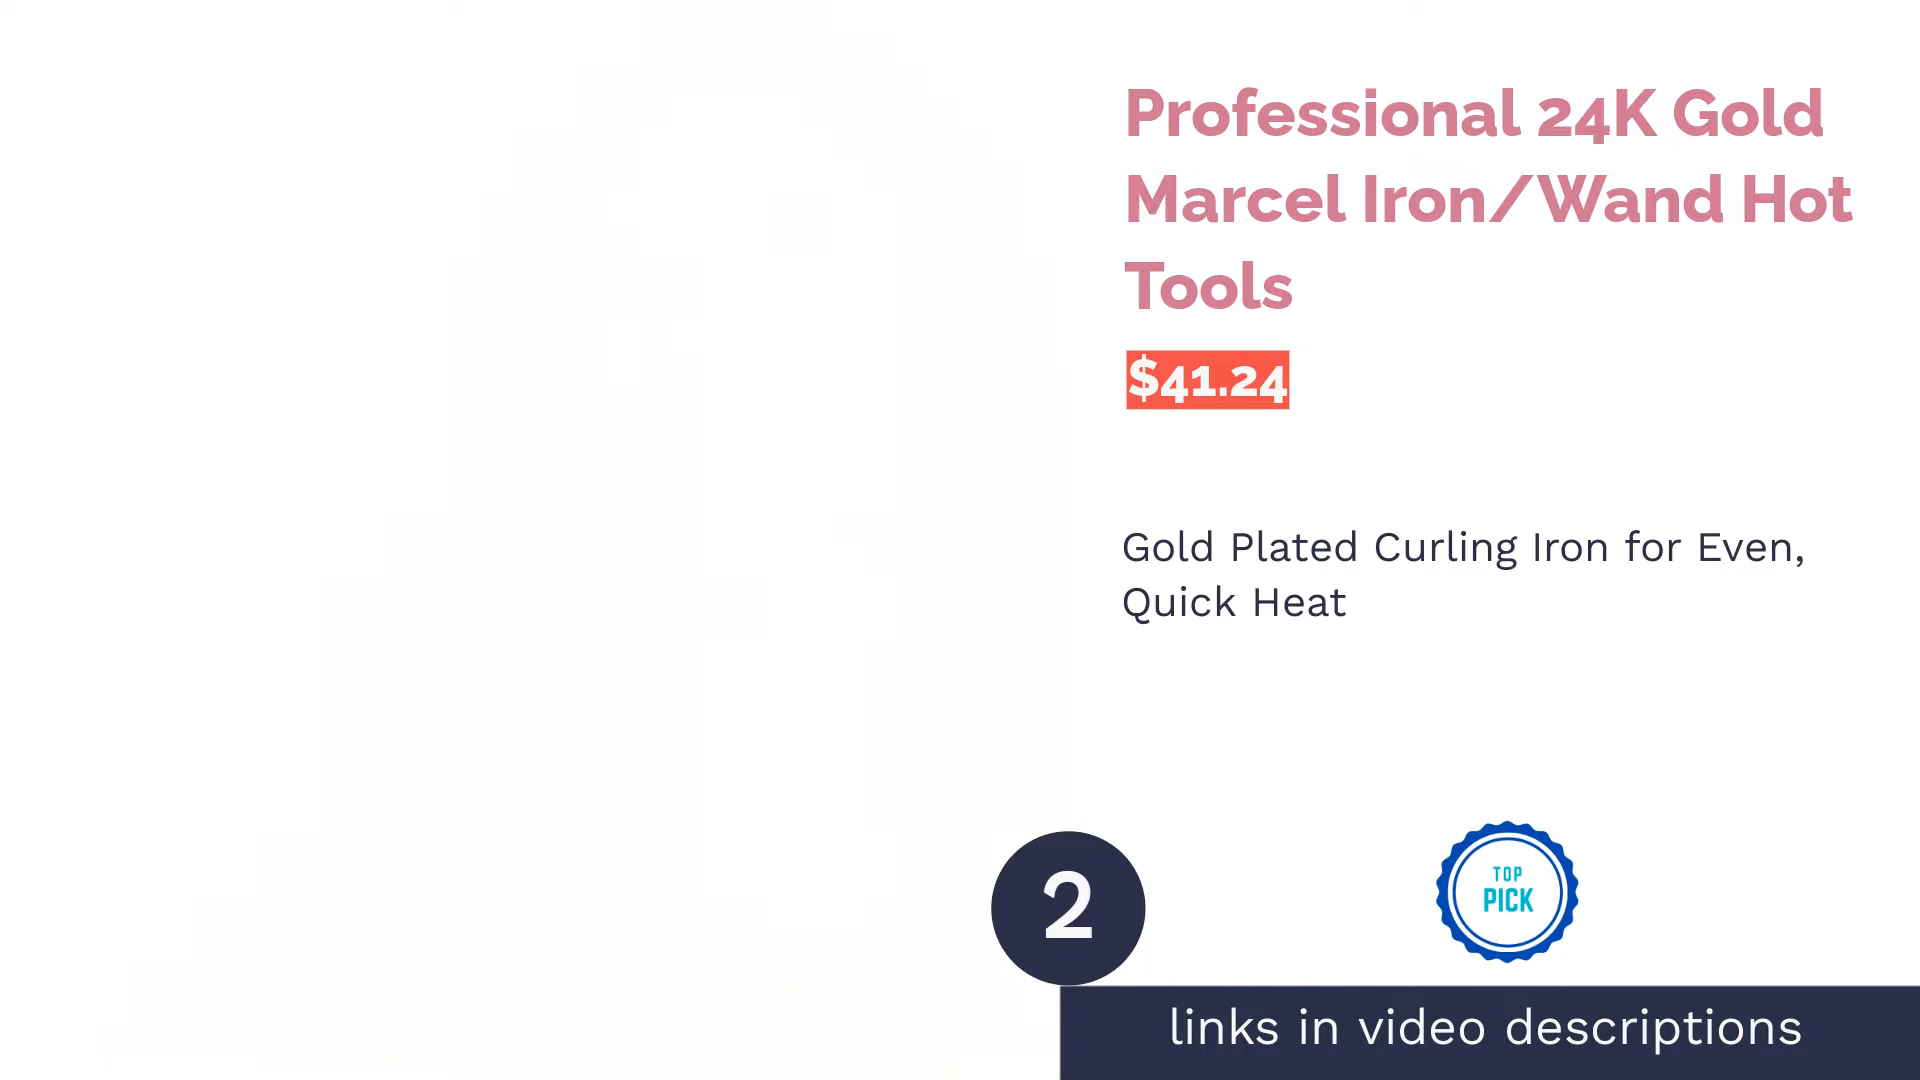 Professional 24K Gold
Marcel Iron/Wand Hot
Tools
$41.24
Gold Plated Curling Iron for Even,
Quick Heat
2
TOP
PICK
links in video descriptions